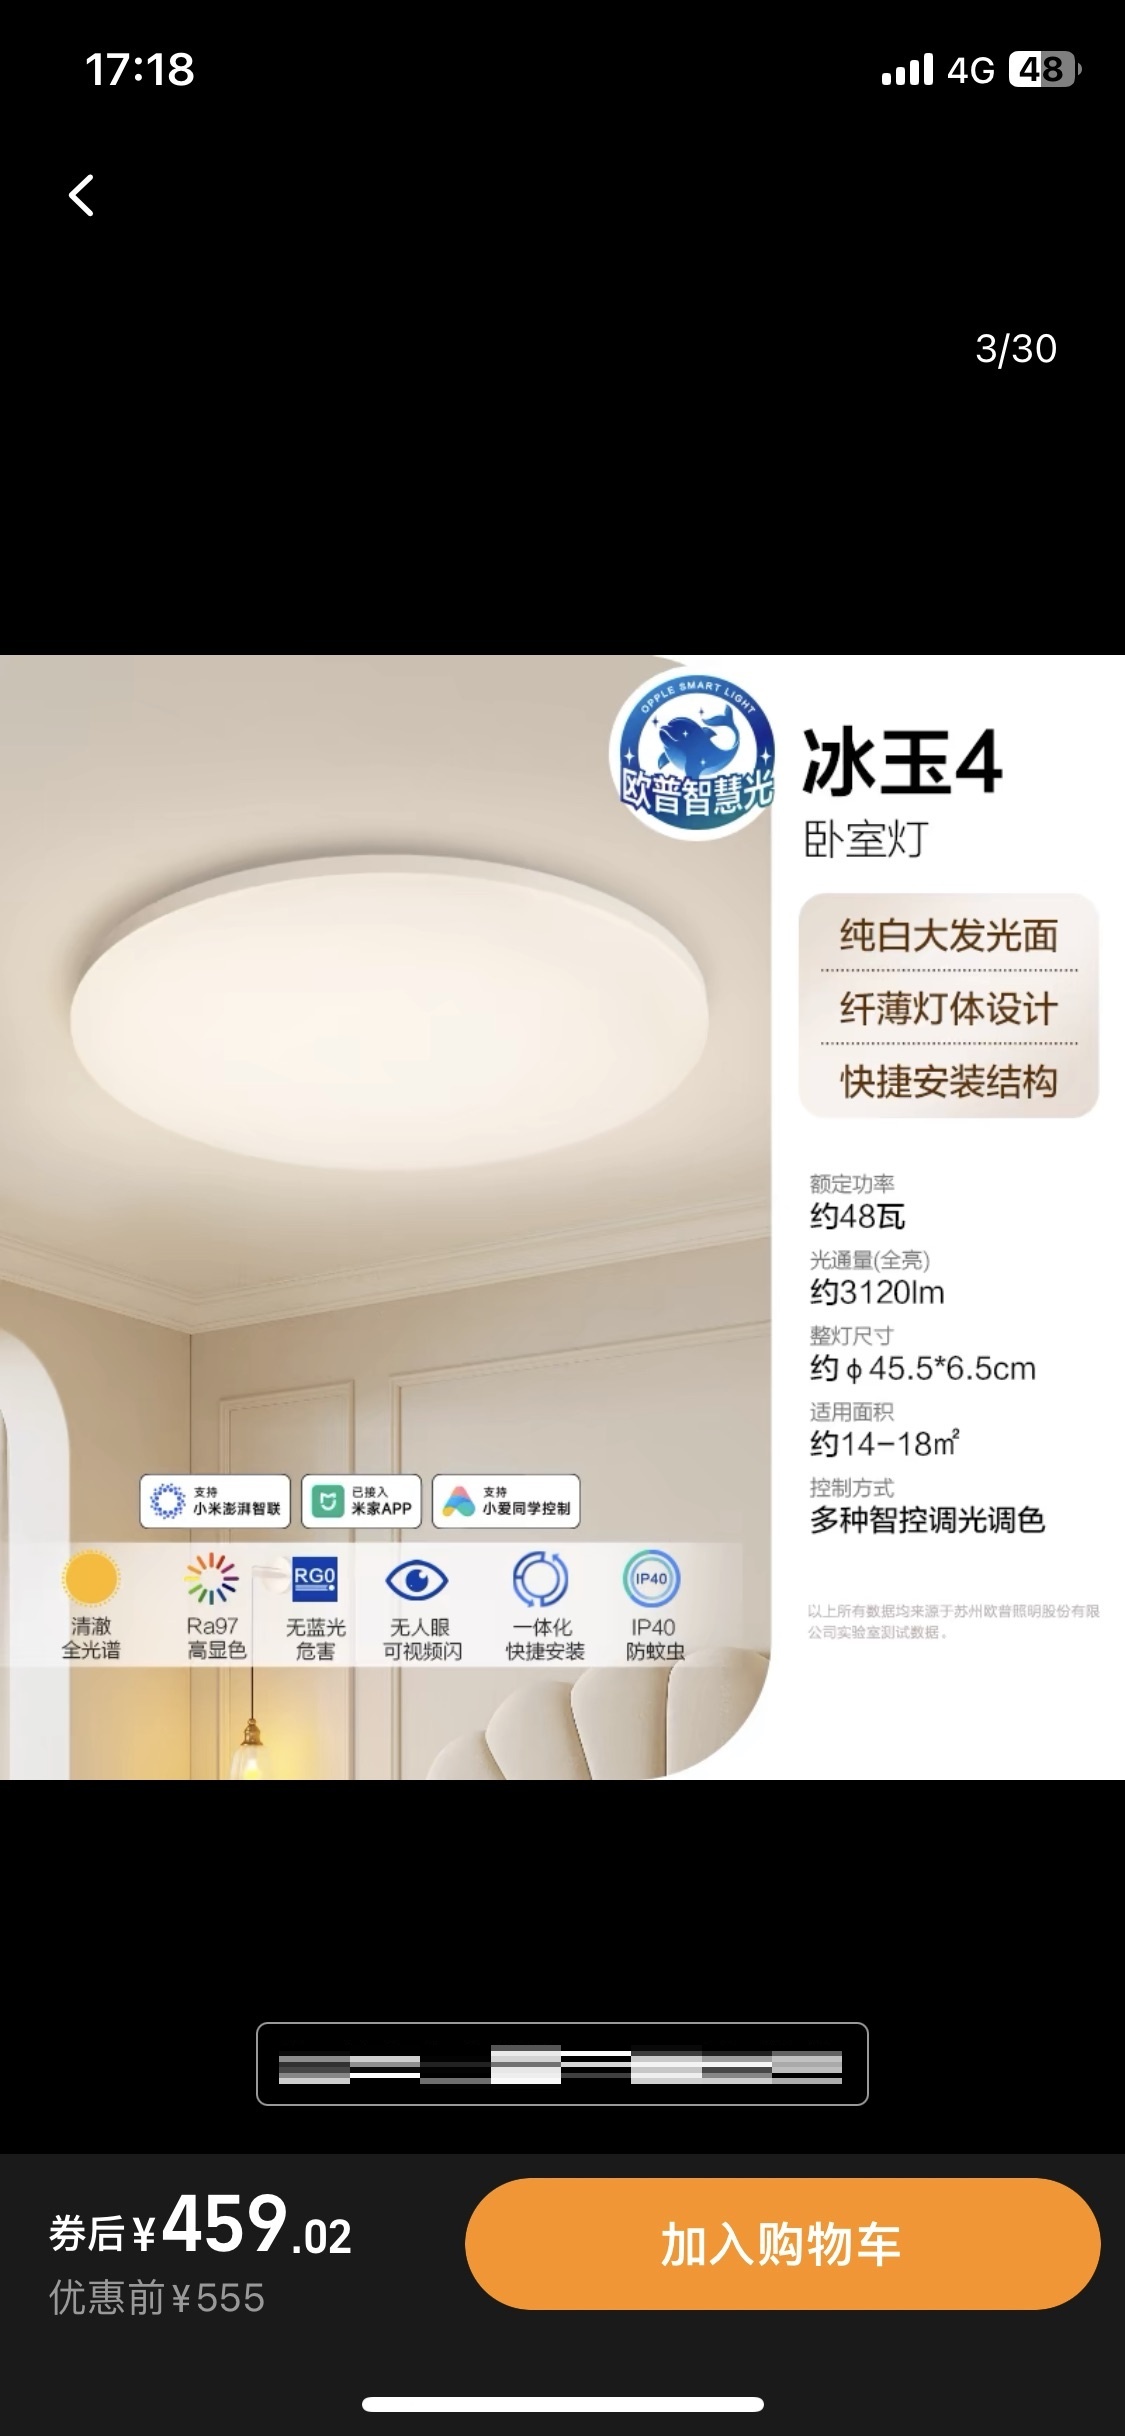 17:18
4G 48
3/30
OPPLE SMART LIGHT
欧普智慧光
冰玉4
卧室灯
纯白大发光面
纤薄灯体设计
快捷安装结构
额定功率
约48瓦
光通量(全亮)
约3120lm
整灯尺寸
约ϕ45.5*6.5cm
适用面积
约14-18㎡
控制方式
多种智控调光调色
以上所有数据均来源于苏州欧普照明股份有限
公司实验室测试数据。
支持
小米澎湃智联
已接入
米家APP
支持
小爱同学控制
清澈
全光谱
Ra97
高显色
RG0
无蓝光
危害
无人眼
可视频闪
一体化
快捷安装
IP40
IP40
防蚊虫
券后¥459.02
优惠前¥555
加入购物车